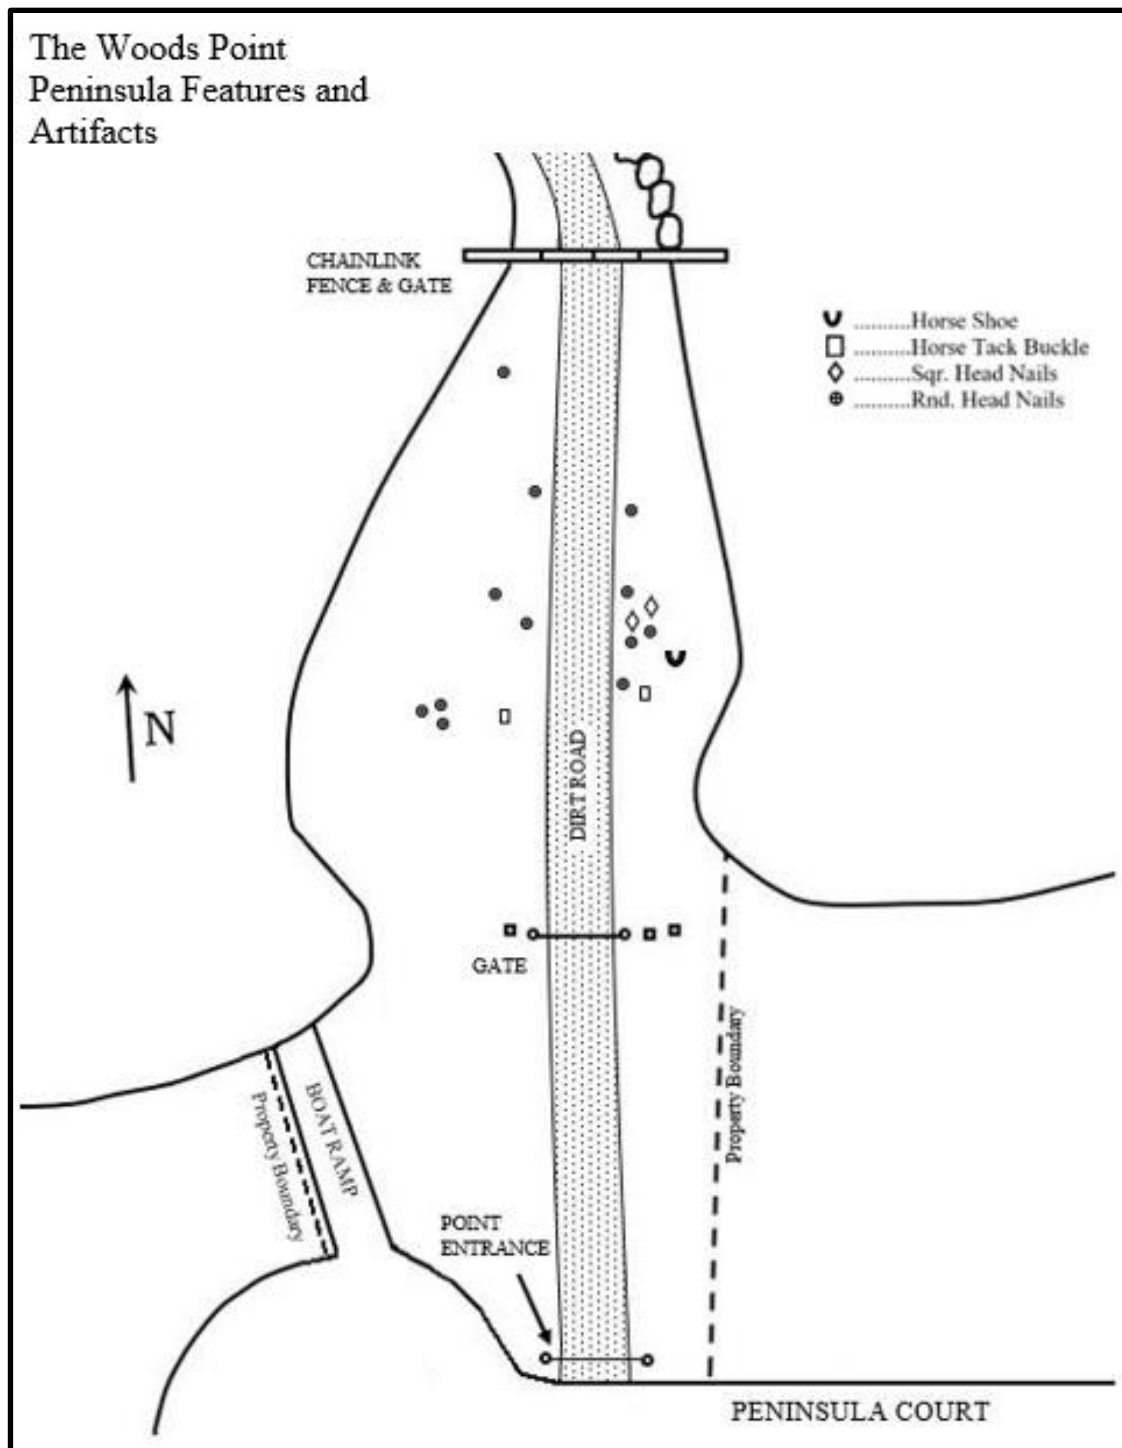 The Woods Point
Peninsula Features and
Artifacts
CHAINLINK
FENCE & GATE
..........Horse Shoe
..........Horse Tack Buckle
..........Sqr. Head Nails
..........Rnd. Head Nails
N
DIRT ROAD
GATE
Property Boundary
BOAT RAMP
Property Boundary
POINT
ENTRANCE
PENINSULA COURT